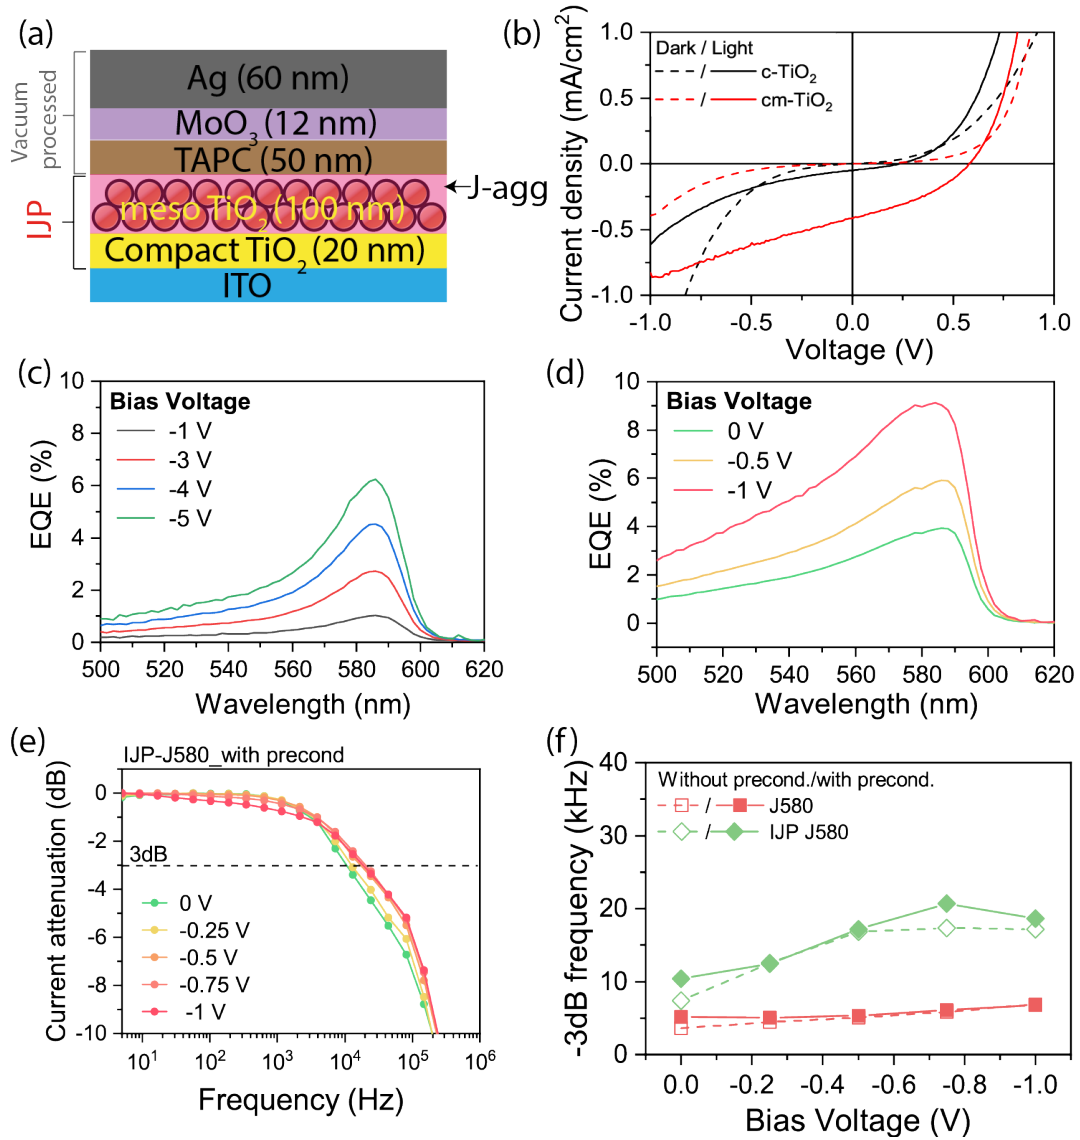 (a)
Vacuum
processed
IJP
Ag (60 nm)
MoO3 (12 nm)
TAPC (50 nm)
meso TiO2 (100 nm)
J-agg
Compact TiO2 (20 nm)
ITO
(b)
Current density (mA/cm²)
1.0
0.5
0.0
-0.5
-1.0
Dark / Light
/ c-TiO2
/ cm-TiO2
-1.0 -0.5 0.0 0.5 1.0
Voltage (V)
(c)
EQE (%)
10
8
6
4
2
0
Bias Voltage
-1 V
-3 V
-4 V
-5 V
500 520 540 560 580 600 620
Wavelength (nm)
(d)
EQE (%)
10
8
6
4
2
0
Bias Voltage
0 V
-0.5 V
-1 V
500 520 540 560 580 600 620
Wavelength (nm)
(e)
IJP-J580_with precond
Current attenuation (dB)
0
-2
-4
-6
-8
-10
3dB
0 V
-0.25 V
-0.5 V
-0.75 V
-1 V
10¹ 10² 10³ 10⁴ 10⁵ 10⁶
Frequency (Hz)
(f)
-3dB frequency (kHz)
40
30
20
10
0
Without precond./with precond.
/ J580
/ IJP J580
0.0 -0.2 -0.4 -0.6 -0.8 -1.0
Bias Voltage (V)